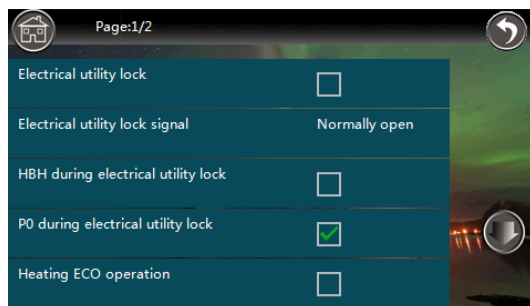 Page:1/2
Electrical utility lock
Electrical utility lock signal Normally open
HBH during electrical utility lock
P0 during electrical utility lock
Heating ECO operation